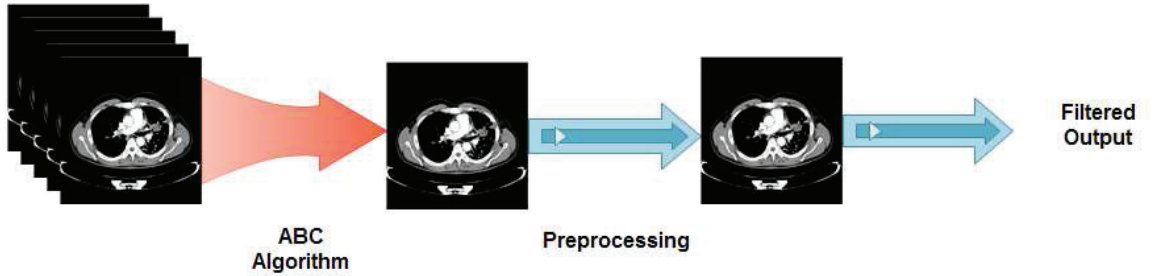 ABC
Algorithm
Preprocessing
Filtered
Output